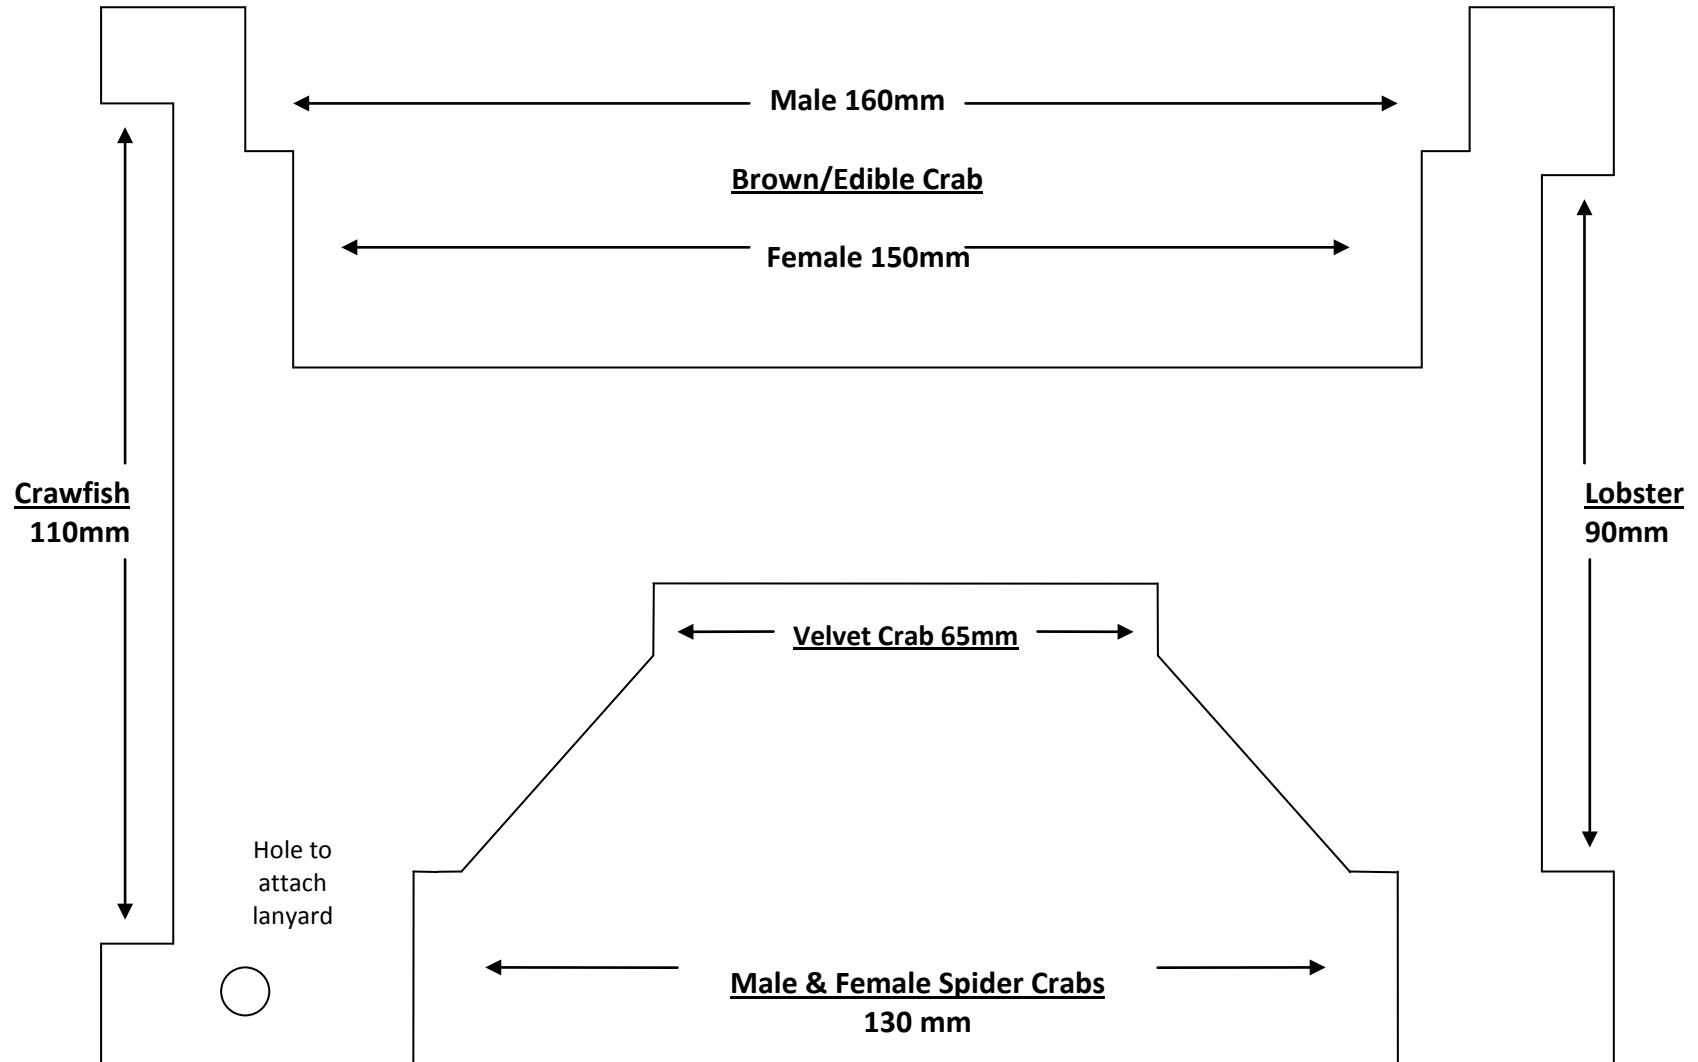 Male 160mm
Brown/Edible Crab
Female 150mm
Crawfish
110mm
Lobster
90mm
Velvet Crab 65mm
Hole to
attach
lanyard
Male & Female Spider Crabs
130 mm